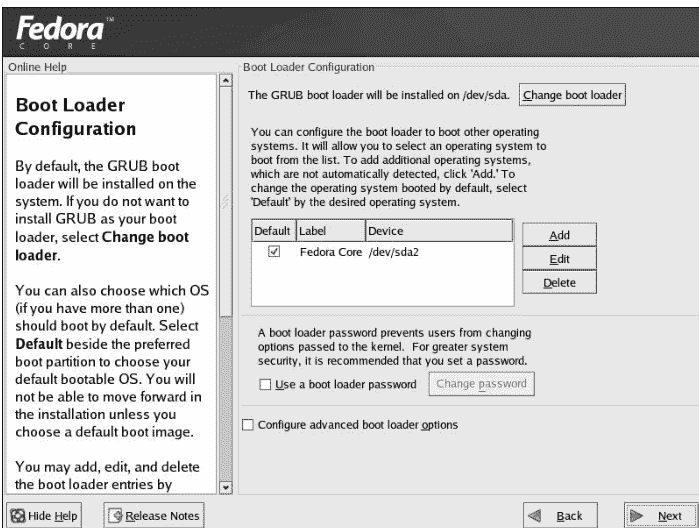 Fedora™
C O R E
Online Help
Boot Loader
Configuration
By default, the GRUB boot
loader will be installed on the
system. If you do not want to
install GRUB as your boot
loader, select Change boot
loader.
You can also choose which OS
(if you have more than one)
should boot by default. Select
Default beside the preferred
boot partition to choose your
default bootable OS. You will
not be able to move forward in
the installation unless you
choose a default boot image.
You may add, edit, and delete
the boot loader entries by
Boot Loader Configuration
The GRUB boot loader will be installed on /dev/sda. Change boot loader
You can configure the boot loader to boot other operating
systems. It will allow you to select an operating system to
boot from the list. To add additional operating systems,
which are not automatically detected, click 'Add.' To
change the operating system booted by default, select
'Default' by the desired operating system.
Default Label Device
Fedora Core /dev/sda2
Add
Edit
Delete
A boot loader password prevents users from changing
options passed to the kernel. For greater system
security, it is recommended that you set a password.
Use a boot loader password Change password
Configure advanced boot loader options
Hide Help Release Notes Back Next